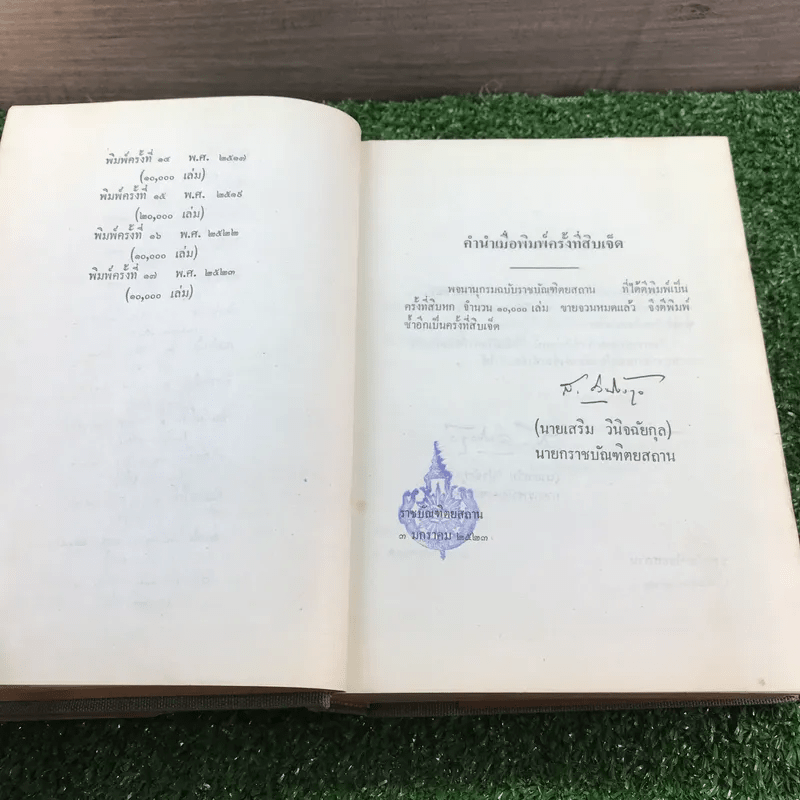 พิมพ์ครั้งที่ ๑๔ พ.ศ. ๒๕๑๗
(๑๐,๐๐๐ เล่ม)
พิมพ์ครั้งที่ ๑๕ พ.ศ. ๒๕๑๙
(๒๐,๐๐๐ เล่ม)
พิมพ์ครั้งที่ ๑๖ พ.ศ. ๒๕๒๒
(๑๐,๐๐๐ เล่ม)
พิมพ์ครั้งที่ ๑๗ พ.ศ. ๒๕๒๓
(๑๐,๐๐๐ เล่ม)
คำนำเมื่อพิมพ์ครั้งที่สิบเจ็ด
พจนานุกรมฉบับราชบัณฑิตยสถาน ที่ได้ตีพิมพ์เป็น
ครั้งที่สิบหก จำนวน ๑๐,๐๐๐ เล่ม ขายจวนหมดแล้ว จึงตีพิมพ์
ซ้ำอีกเป็นครั้งที่สิบเจ็ด
(นายเสริม วินิจฉัยกุล)
นายกราชบัณฑิตยสถาน
ราชบัณฑิตยสถาน
๓ มกราคม ๒๕๒๓